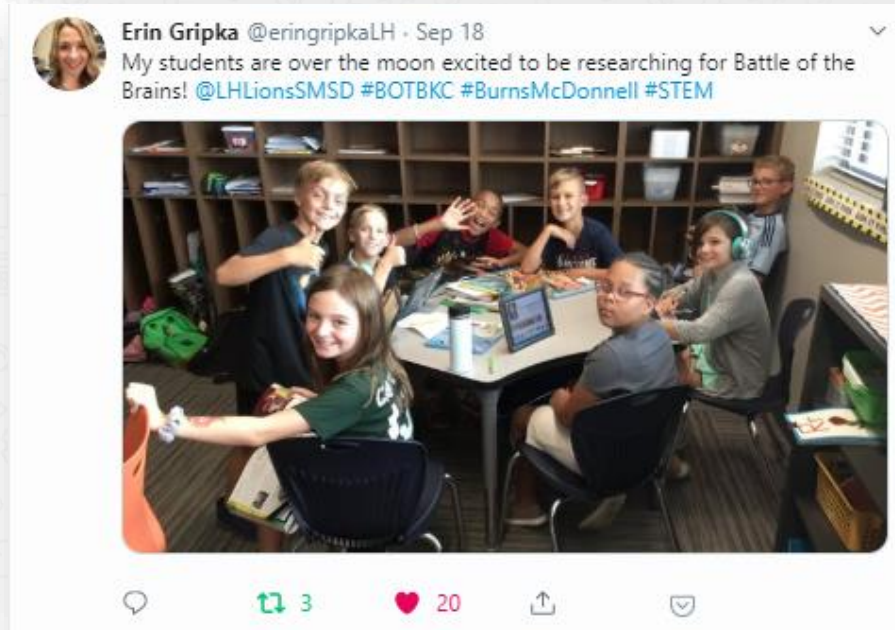 Erin Gripka @eringripkaLH · Sep 18
My students are over the moon excited to be researching for Battle of the
Brains! @LHLionsSMSD #BOTBKC #BurnsMcDonnell #STEM
3 20